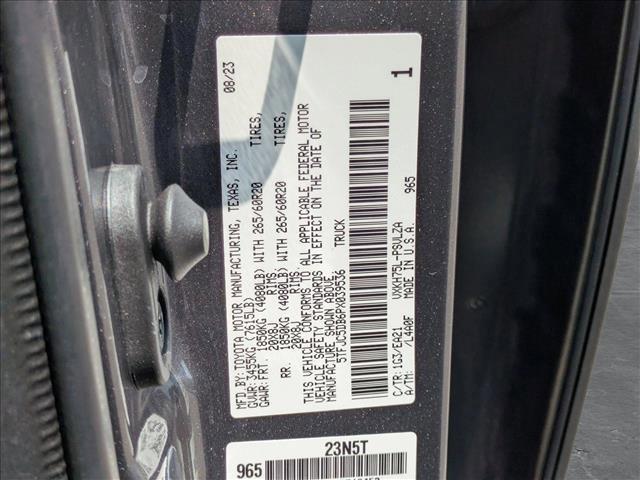 MFD.BY:TOYOTA MOTOR MANUFACTURING, TEXAS, INC. 08/23
GVWR:3455KG (7615LB)
GAWR:FRT. 1850KG (4080LB) WITH 265/60R20 TIRES,
20X8J RIMS
RR. 1850KG (4080LB) WITH 265/60R20 TIRES,
20X8J RIMS
THIS VEHICLE CONFORMS TO ALL APPLICABLE FEDERAL MOTOR
VEHICLE SAFETY STANDARDS IN EFFECT ON THE DATE OF
MANUFACTURE SHOWN ABOVE.
5TFJC5DB6PX039536 TRUCK
C/TR:1G3/EA21 VXKH75L-PSVLZA 965 1
A/TM: /L4A0F MADE IN U.S.A.
23N5T
965